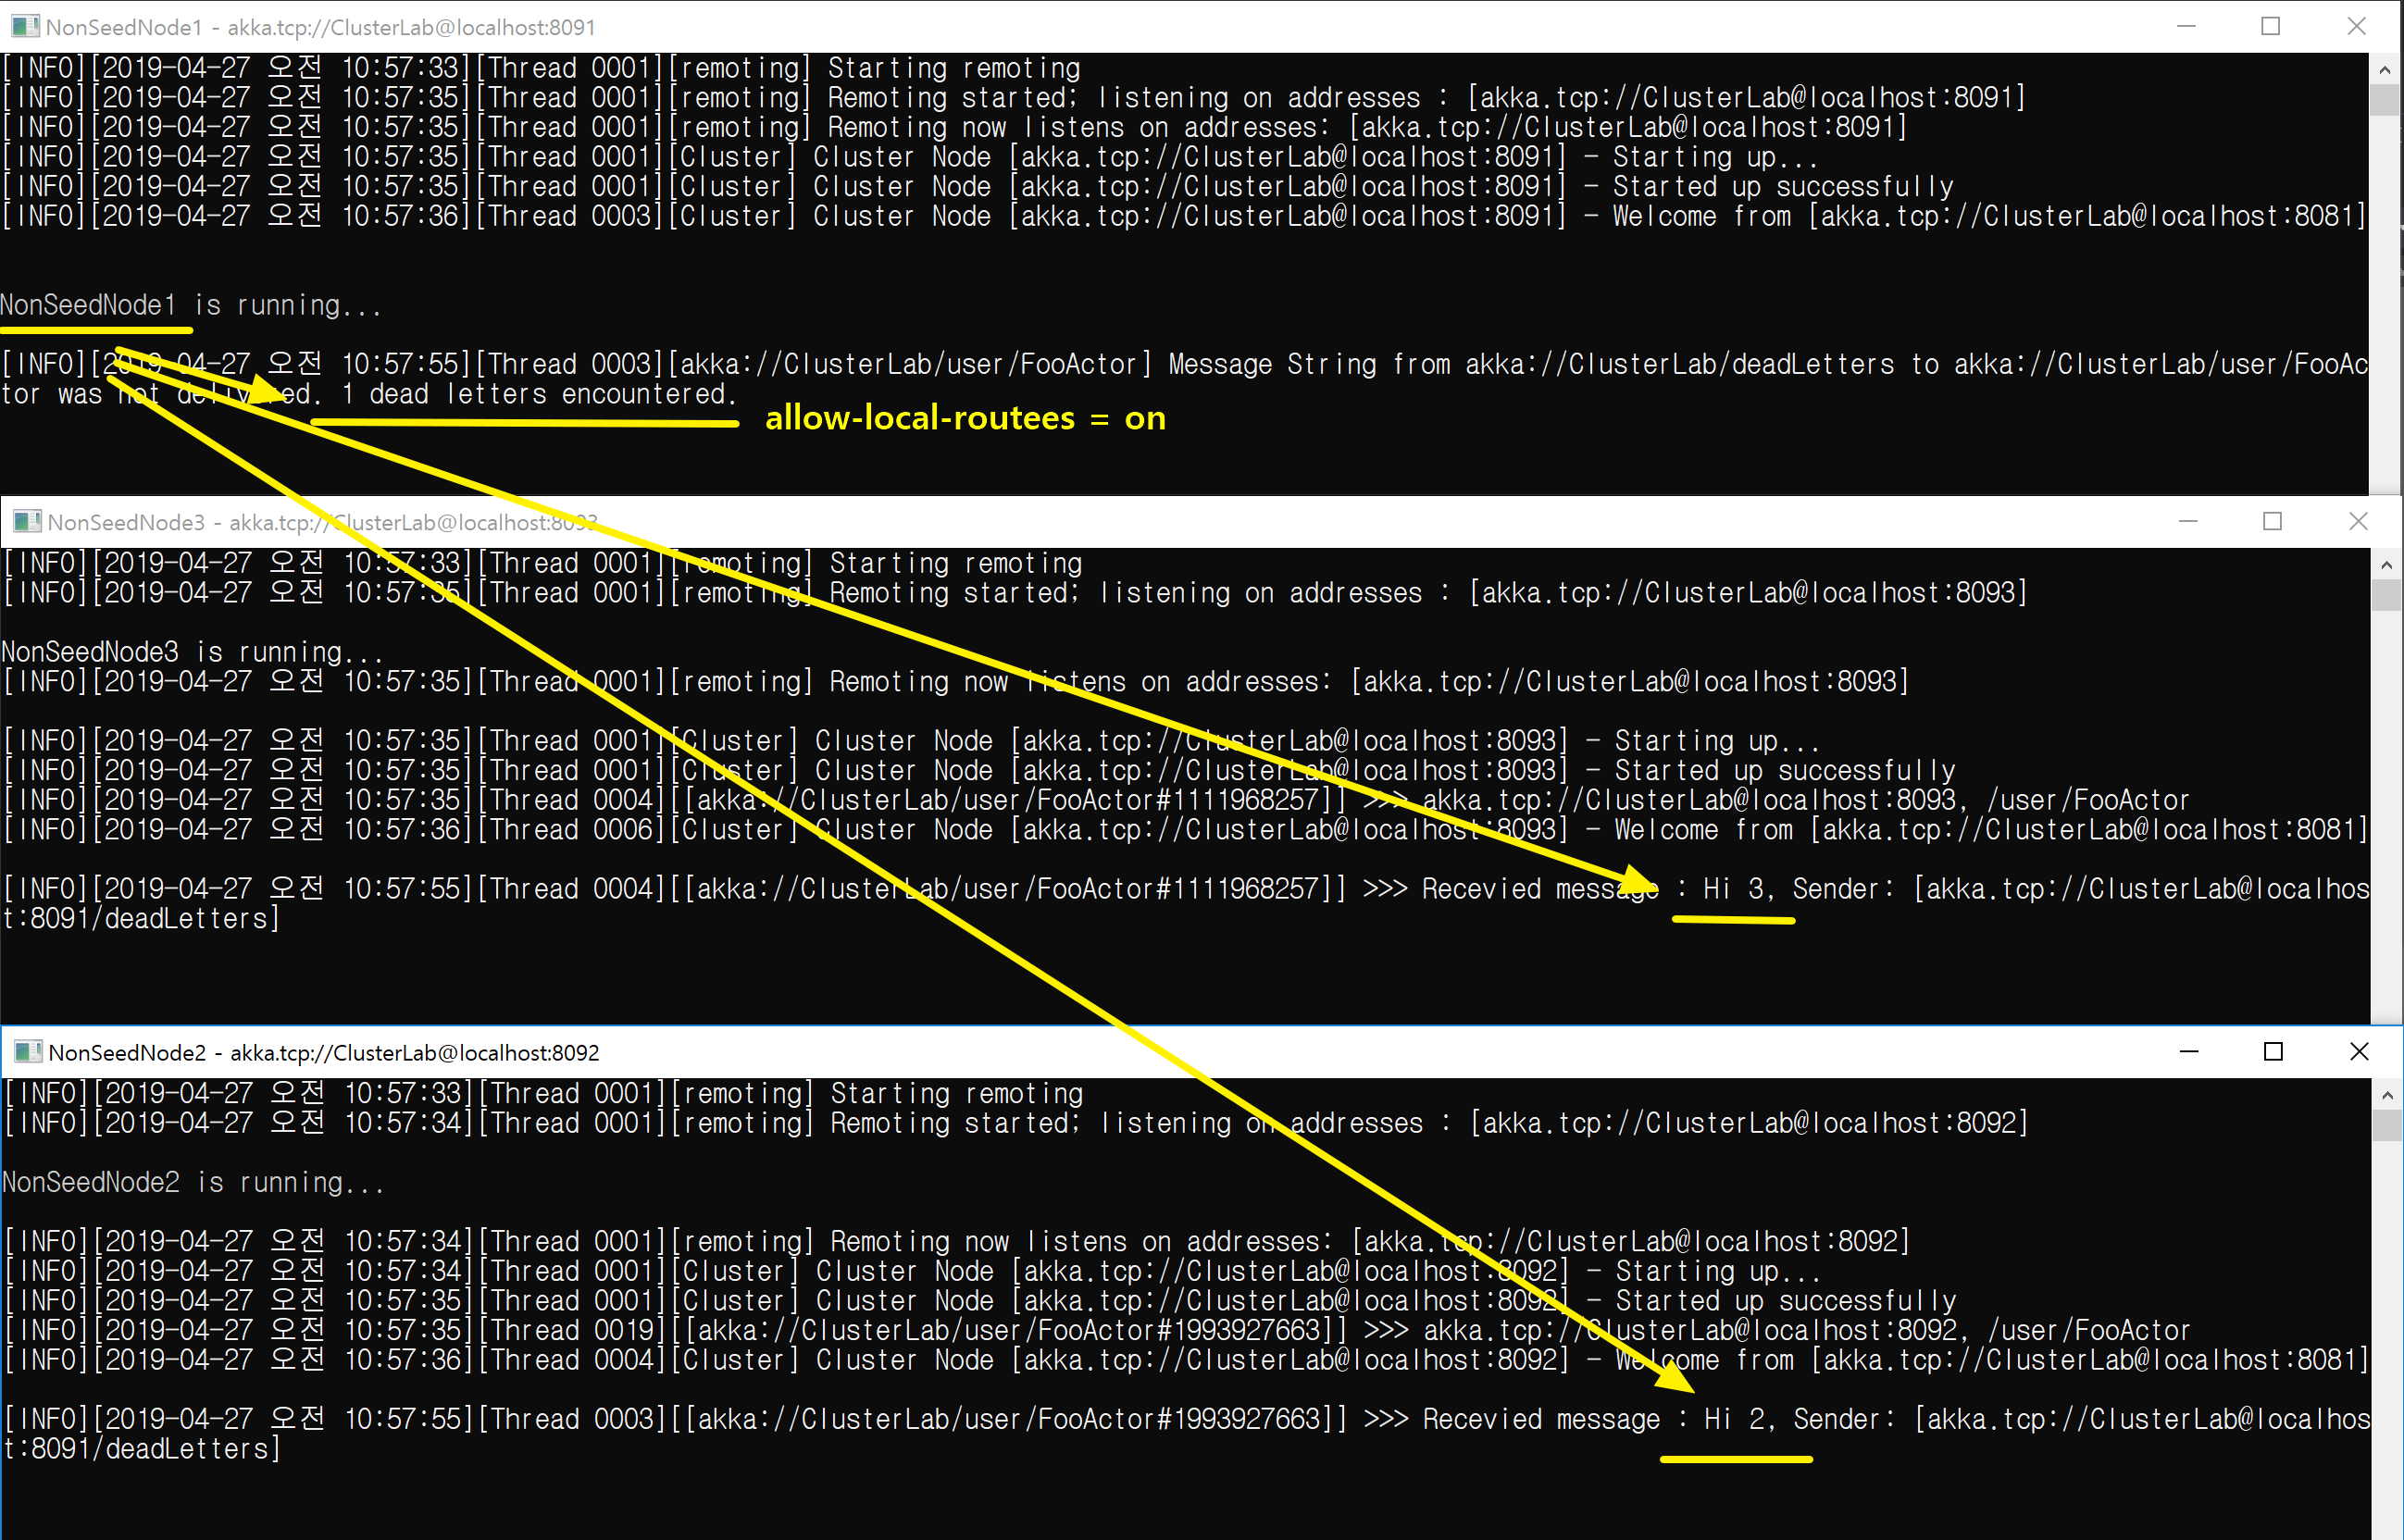 NonSeedNode1 - akka.tcp://ClusterLab@localhost:8091
[INFO][2019-04-27 오전 10:57:33][Thread 0001][remoting] Starting remoting
[INFO][2019-04-27 오전 10:57:35][Thread 0001][remoting] Remoting started; listening on addresses : [akka.tcp://ClusterLab@localhost:8091]
[INFO][2019-04-27 오전 10:57:35][Thread 0001][remoting] Remoting now listens on addresses: [akka.tcp://ClusterLab@localhost:8091]
[INFO][2019-04-27 오전 10:57:35][Thread 0001][Cluster] Cluster Node [akka.tcp://ClusterLab@localhost:8091] - Starting up...
[INFO][2019-04-27 오전 10:57:35][Thread 0001][Cluster] Cluster Node [akka.tcp://ClusterLab@localhost:8091] - Started up successfully
[INFO][2019-04-27 오전 10:57:36][Thread 0003][Cluster] Cluster Node [akka.tcp://ClusterLab@localhost:8091] - Welcome from [akka.tcp://ClusterLab@localhost:8081]
NonSeedNode1 is running...
[INFO][2019-04-27 오전 10:57:55][Thread 0003][akka://ClusterLab/user/FooActor] Message String from akka://ClusterLab/deadLetters to akka://ClusterLab/user/FooAc
tor was not delivered. 1 dead letters encountered.
allow-local-routees = on
NonSeedNode3 - akka.tcp://ClusterLab@localhost:8093
[INFO][2019-04-27 오전 10:57:33][Thread 0001][remoting] Starting remoting
[INFO][2019-04-27 오전 10:57:35][Thread 0001][remoting] Remoting started; listening on addresses : [akka.tcp://ClusterLab@localhost:8093]
NonSeedNode3 is running...
[INFO][2019-04-27 오전 10:57:35][Thread 0001][remoting] Remoting now listens on addresses: [akka.tcp://ClusterLab@localhost:8093]
[INFO][2019-04-27 오전 10:57:35][Thread 0001][Cluster] Cluster Node [akka.tcp://ClusterLab@localhost:8093] - Starting up...
[INFO][2019-04-27 오전 10:57:35][Thread 0001][Cluster] Cluster Node [akka.tcp://ClusterLab@localhost:8093] - Started up successfully
[INFO][2019-04-27 오전 10:57:35][Thread 0004][[akka://ClusterLab/user/FooActor#1111968257]] >>> akka.tcp://ClusterLab@localhost:8093, /user/FooActor
[INFO][2019-04-27 오전 10:57:36][Thread 0006][Cluster] Cluster Node [akka.tcp://ClusterLab@localhost:8093] - Welcome from [akka.tcp://ClusterLab@localhost:8081]
[INFO][2019-04-27 오전 10:57:55][Thread 0004][[akka://ClusterLab/user/FooActor#1111968257]] >>> Recevied message : Hi 3, Sender: [akka.tcp://ClusterLab@localhos
t:8091/deadLetters]
NonSeedNode2 - akka.tcp://ClusterLab@localhost:8092
[INFO][2019-04-27 오전 10:57:33][Thread 0001][remoting] Starting remoting
[INFO][2019-04-27 오전 10:57:34][Thread 0001][remoting] Remoting started; listening on addresses : [akka.tcp://ClusterLab@localhost:8092]
NonSeedNode2 is running...
[INFO][2019-04-27 오전 10:57:34][Thread 0001][remoting] Remoting now listens on addresses: [akka.tcp://ClusterLab@localhost:8092]
[INFO][2019-04-27 오전 10:57:34][Thread 0001][Cluster] Cluster Node [akka.tcp://ClusterLab@localhost:8092] - Starting up...
[INFO][2019-04-27 오전 10:57:35][Thread 0001][Cluster] Cluster Node [akka.tcp://ClusterLab@localhost:8092] - Started up successfully
[INFO][2019-04-27 오전 10:57:35][Thread 0019][[akka://ClusterLab/user/FooActor#1993927663]] >>> akka.tcp://ClusterLab@localhost:8092, /user/FooActor
[INFO][2019-04-27 오전 10:57:36][Thread 0004][Cluster] Cluster Node [akka.tcp://ClusterLab@localhost:8092] - Welcome from [akka.tcp://ClusterLab@localhost:8081]
[INFO][2019-04-27 오전 10:57:55][Thread 0003][[akka://ClusterLab/user/FooActor#1993927663]] >>> Recevied message : Hi 2, Sender: [akka.tcp://ClusterLab@localhos
t:8091/deadLetters]